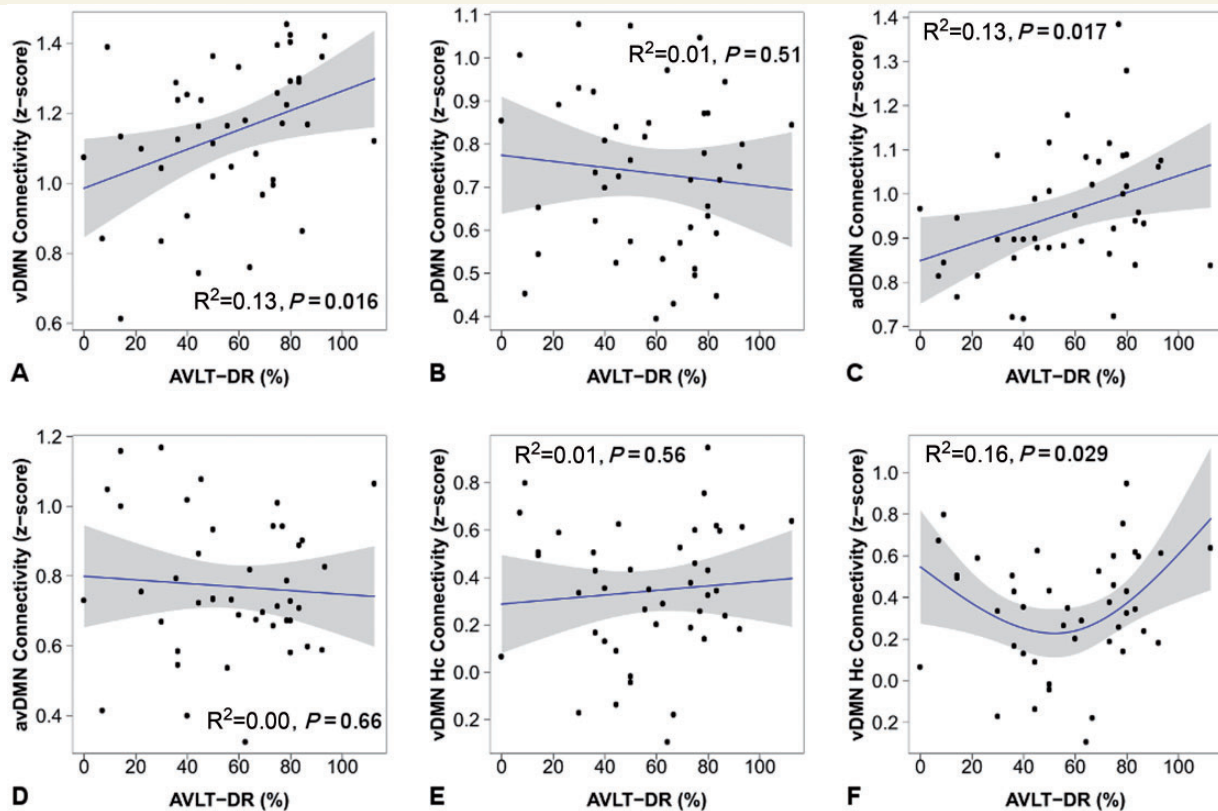 vDMN Connectivity (z-score)
1.4
1.2
1.0
0.8
0.6
R²=0.13, P=0.016
0 20 40 60 80 100
A
AVLT-DR (%)
pDMN Connectivity (z-score)
1.1
1.0
0.9
0.8
0.7
0.6
0.5
0.4
R²=0.01, P=0.51
0 20 40 60 80 100
B
AVLT-DR (%)
adDMN Connectivity (z-score)
1.4
1.3
1.2
1.1
1.0
0.9
0.8
0.7
R²=0.13, P=0.017
0 20 40 60 80 100
C
AVLT-DR (%)
avDMN Connectivity (z-score)
1.2
1.0
0.8
0.6
0.4
R²=0.00, P=0.66
0 20 40 60 80 100
D
AVLT-DR (%)
vDMN Hc Connectivity (z-score)
0.8
0.6
0.4
0.2
0.0
0.2
R²=0.01, P=0.56
0 20 40 60 80 100
E
AVLT-DR (%)
vDMN Hc Connectivity (z-score)
1.0
0.8
0.6
0.4
0.2
0.0
0.2
R²=0.16, P=0.029
0 20 40 60 80 100
F
AVLT-DR (%)